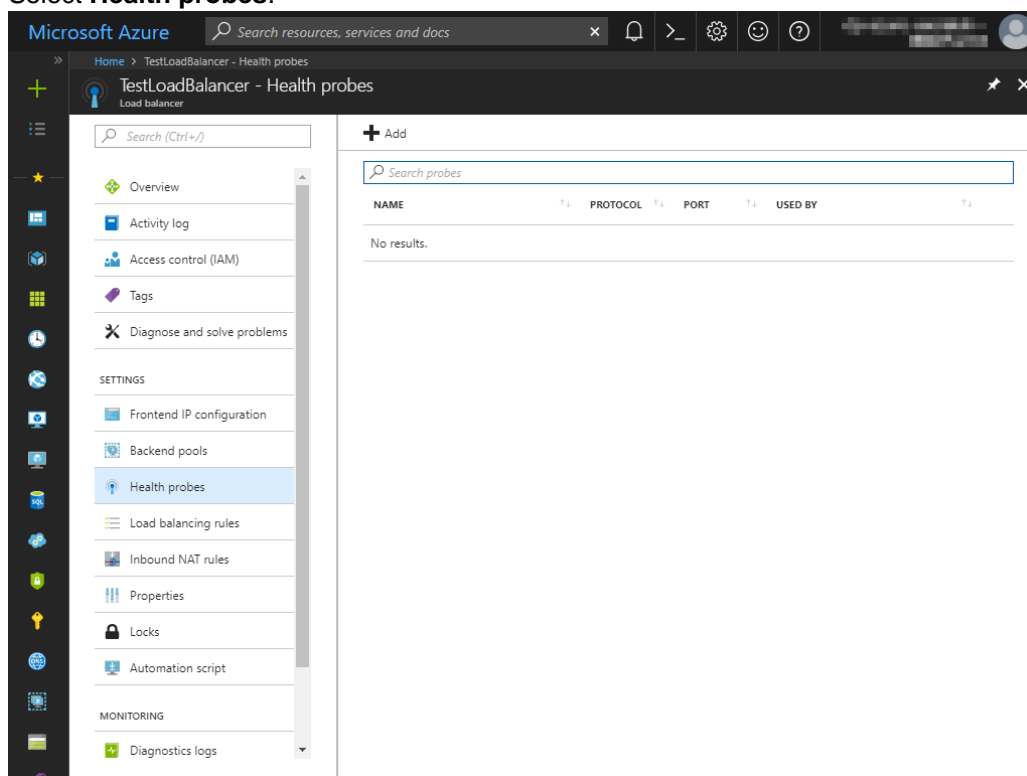 Select Health probes.
Microsoft Azure
Search resources, services and docs
Home > TestLoadBalancer - Health probes
TestLoadBalancer - Health probes
Load balancer
Search (Ctrl+/)
Overview
Activity log
Access control (IAM)
Tags
Diagnose and solve problems
SETTINGS
Frontend IP configuration
Backend pools
Health probes
Load balancing rules
Inbound NAT rules
Properties
Locks
Automation script
MONITORING
Diagnostics logs
Add
Search probes
NAME PROTOCOL PORT USED BY
No results.
SQL
DNS